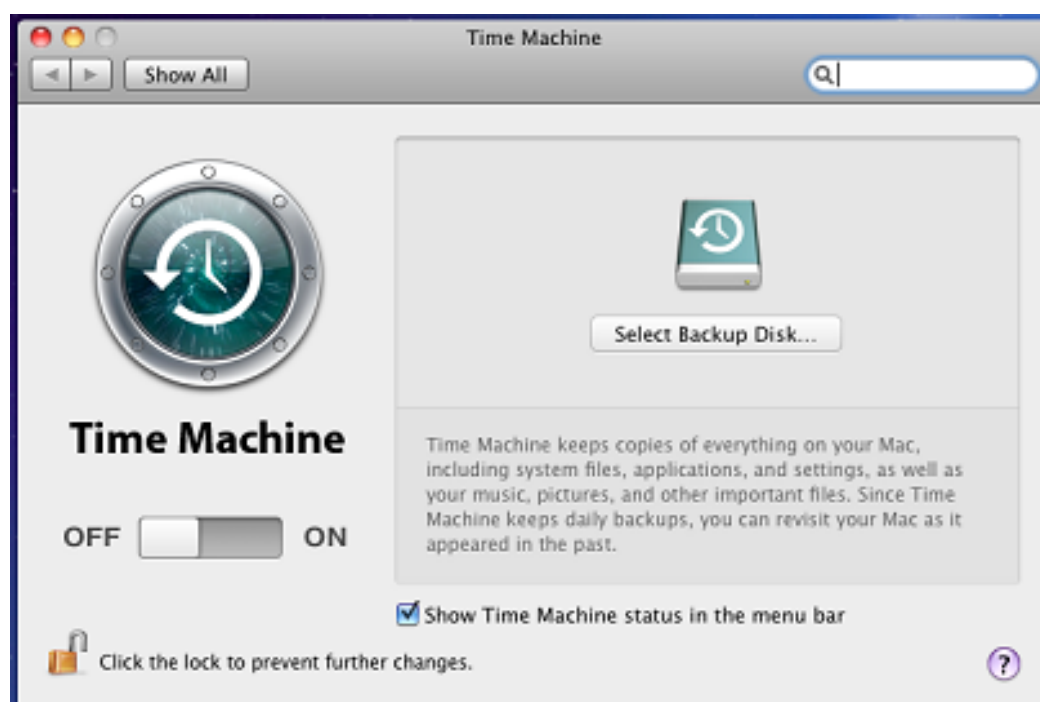 Time Machine
Show All
Select Backup Disk...
Time Machine
Time Machine keeps copies of everything on your Mac,
including system files, applications, and settings, as well as
your music, pictures, and other important files. Since Time
Machine keeps daily backups, you can revisit your Mac as it
appeared in the past.
OFF ON
Show Time Machine status in the menu bar
Click the lock to prevent further changes.
?